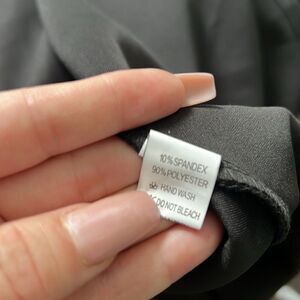 10% SPANDEX
90% POLYESTER
HAND WASH
DO NOT BLEACH